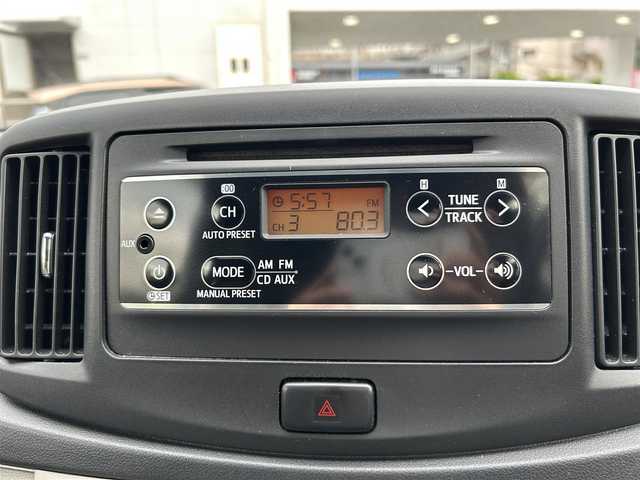 :00
H
M
CH
AUTO PRESET
5:57
FM
CH 3
80.3
TUNE
TRACK
AUX
MODE
AM FM
CD AUX
MANUAL PRESET
SET
-VOL-